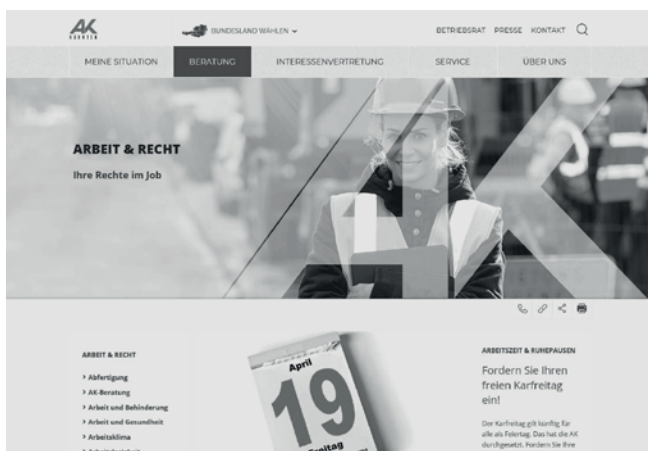 AK
KÄRNTEN
BUNDESLAND WÄHLEN
BETRIEBSRAT PRESSE KONTAKT
MEINE SITUATION BERATUNG INTERESSENVERTRETUNG SERVICE ÜBER UNS
ARBEIT & RECHT
Ihre Rechte im Job
AK
ARBEIT & RECHT
> Abfertigung
> AK-Beratung
> Arbeit und Behinderung
> Arbeit und Gesundheit
> Arbeitsklima
April
19
Freitag
ARBEITSZEIT & RUHEPAUSEN
Fordern Sie Ihren
freien Karfreitag
ein!
Der Karfreitag gilt künftig für
alle als Feiertag. Das hat die AK
durchgesetzt. Fordern Sie Ihre